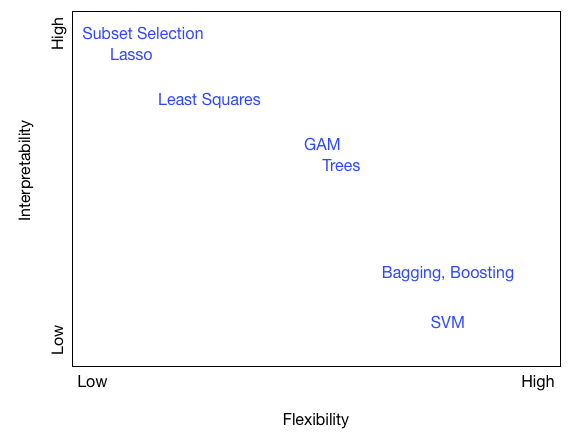 High
Subset Selection
Lasso
Least Squares
GAM
Trees
Interpretability
Bagging, Boosting
SVM
Low
Low
High
Flexibility